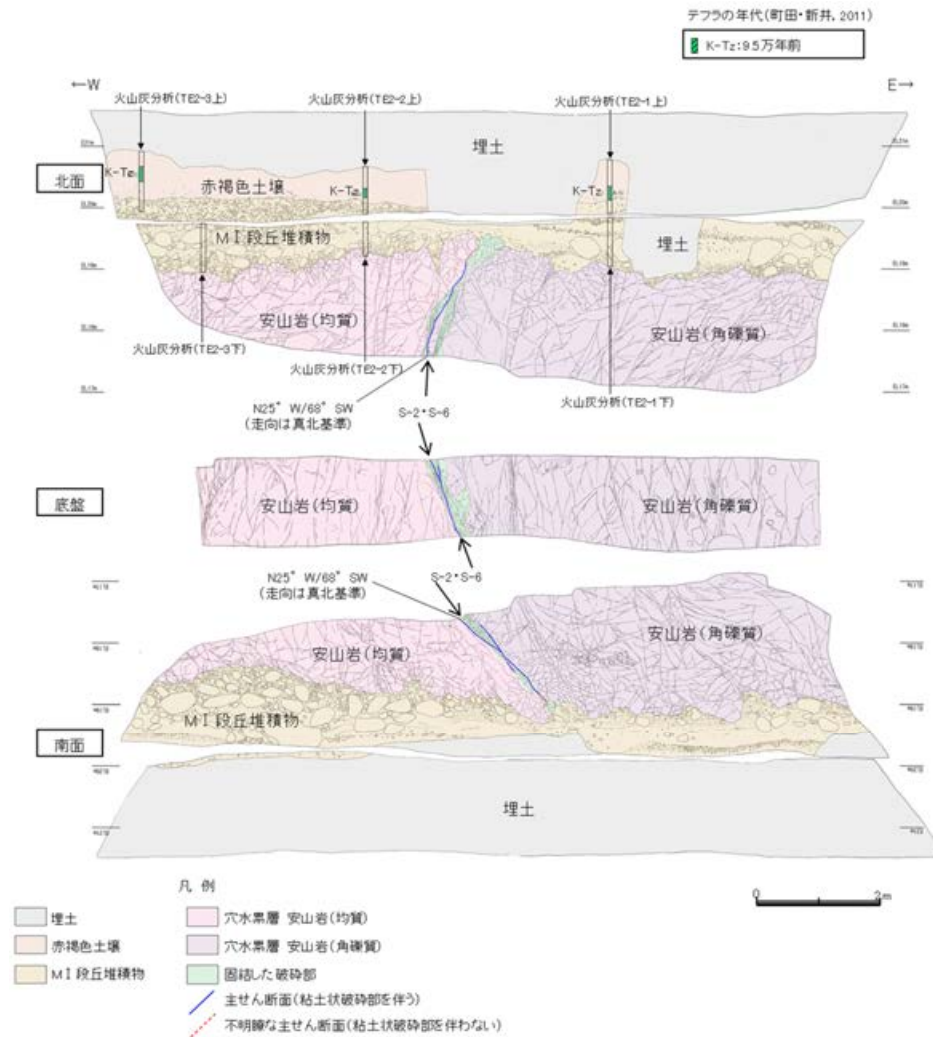 テフラの年代(町田・新井, 2011)
K-Tz:9.5万年前
←W
E→
火山灰分析(TE2-3上)
火山灰分析(TE2-2上)
火山灰分析(TE2-1上)
埋土
北面
K-Tz
赤褐色土壌
K-Tz
K-Tz
MⅠ段丘堆積物
埋土
安山岩(均質)
安山岩(角礫質)
火山灰分析(TE2-3下)
火山灰分析(TE2-2下)
火山灰分析(TE2-1下)
N25°W/68°SW
(走向は真北基準)
S-2・S-6
底盤
安山岩(均質)
安山岩(角礫質)
N25°W/68°SW
(走向は真北基準)
S-2・S-6
安山岩(均質)
安山岩(角礫質)
MⅠ段丘堆積物
南面
埋土
凡 例
0 2m
埋土
穴水累層 安山岩(均質)
赤褐色土壌
穴水累層 安山岩(角礫質)
MⅠ段丘堆積物
固結した破砕部
主せん断面(粘土状破砕部を伴う)
不明瞭な主せん断面(粘土状破砕部を伴わない)